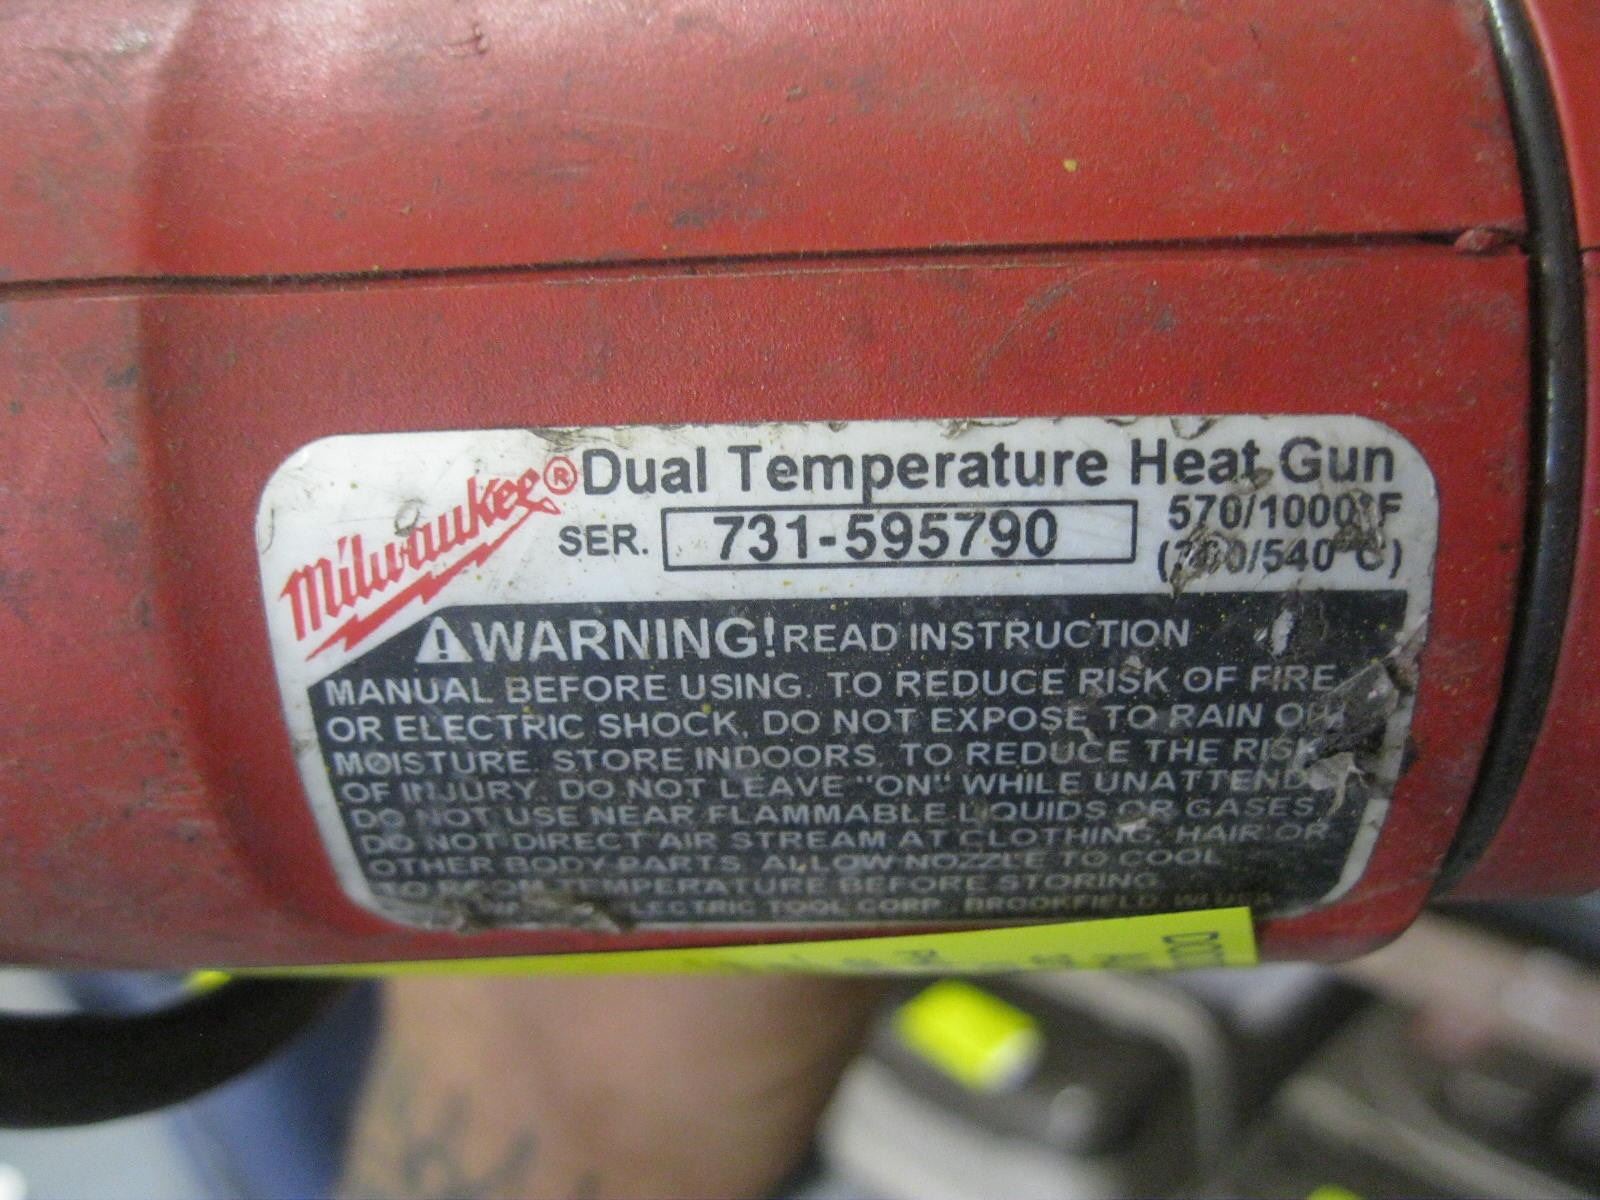 Milwaukee® Dual Temperature Heat Gun
SER. 731-595790 570/1000°F
/540°C)
WARNING! READ INSTRUCTION
MANUAL BEFORE USING. TO REDUCE RISK OF FIRE
OR ELECTRIC SHOCK, DO NOT EXPOSE TO RAIN OR
MOISTURE. STORE INDOORS. TO REDUCE THE RISK
OF INJURY, DO NOT LEAVE "ON" WHILE UNATTEND
DO NOT USE NEAR FLAMMABLE LIQUIDS OR GASES.
DO NOT DIRECT AIR STREAM AT CLOTHING, HAIR OR
OTHER BODY PARTS. ALLOW NOZZLE TO COOL
TO ROOM TEMPERATURE BEFORE STORING.
LECTRIC TOOL CORP., BROOKFIELD, WI U.S.A.